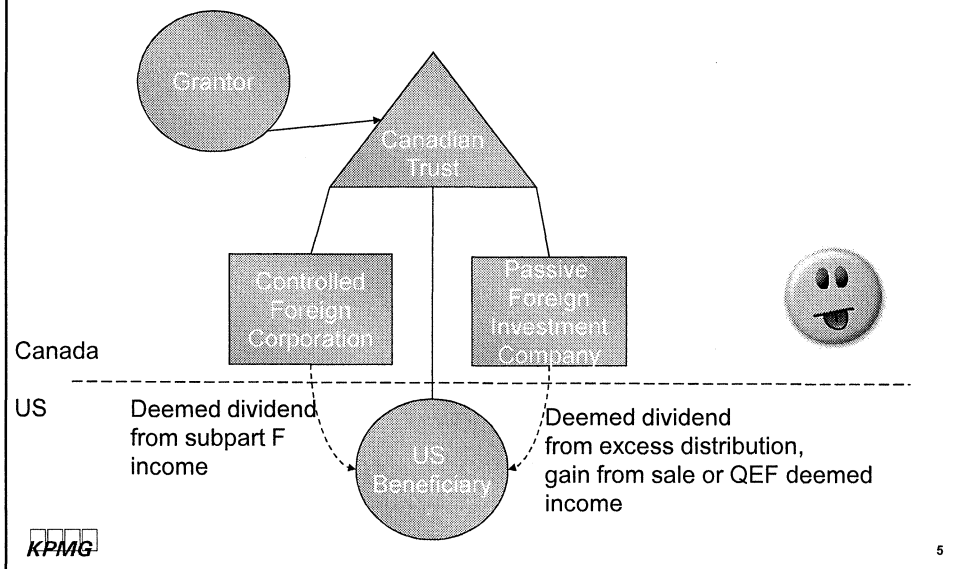 Grantor
Canadian
Trust
Controlled
Foreign
Corporation
Passive
Foreign
Investment
Company
Canada
US
Deemed dividend
from subpart F
income
US
Beneficiary
Deemed dividend
from excess distribution,
gain from sale or QEF deemed
income
KPMG
5